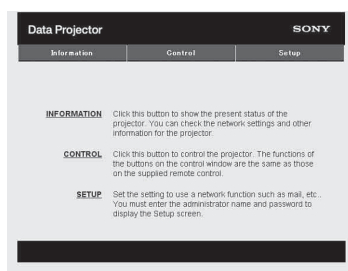 Data Projector SONY
Information Control Setup
INFORMATION Click this button to show the present status of the
projector. You can check the network settings and other
information for the projector.
CONTROL Click this button to control the projector. The functions of
the buttons on the control window are the same as those
on the supplied remote control.
SETUP Set the setting to use a network function such as mail, etc..
You must enter the administrator name and password to
display the Setup screen.